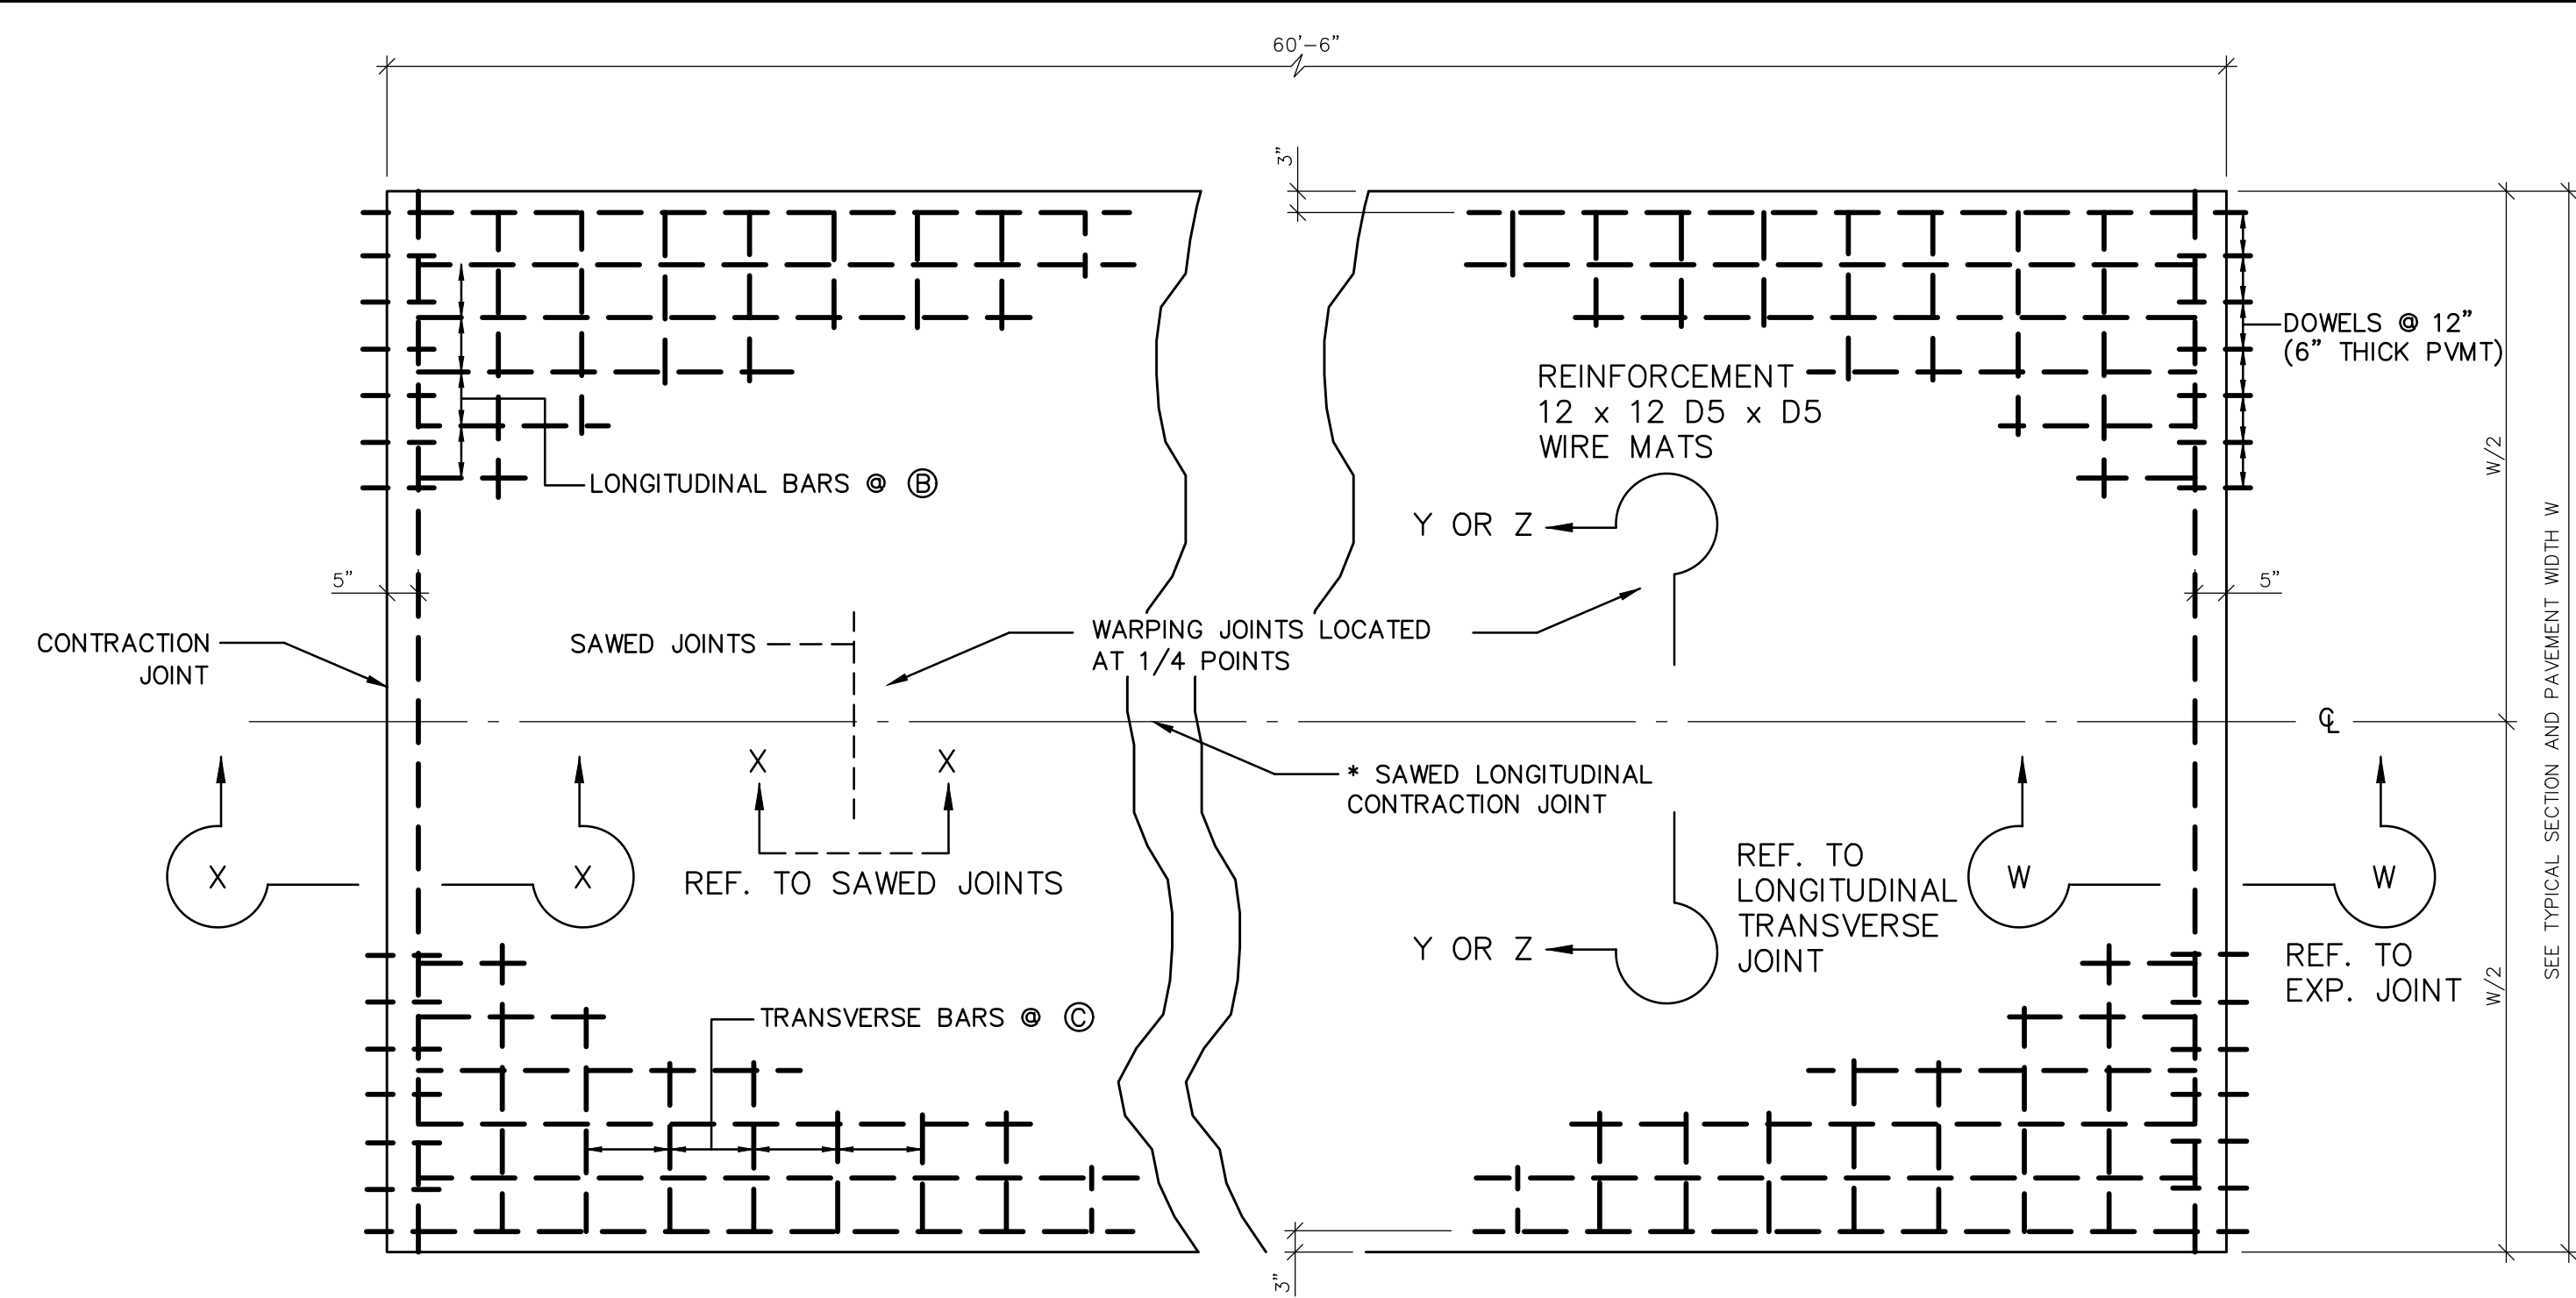 60'-6"
3"
DOWELS @ 12"
(6" THICK PVMT)
REINFORCEMENT
12 x 12 D5 x D5
WIRE MATS
LONGITUDINAL BARS @ B
W/2
Y OR Z
SEE TYPICAL SECTION AND PAVEMENT WIDTH W
5"
5"
CONTRACTION
JOINT
SAWED JOINTS
WARPING JOINTS LOCATED
AT 1/4 POINTS
℄
X
X
* SAWED LONGITUDINAL
CONTRACTION JOINT
X
X
REF. TO SAWED JOINTS
REF. TO
LONGITUDINAL
TRANSVERSE
JOINT
W
W
Y OR Z
REF. TO
EXP. JOINT
W/2
TRANSVERSE BARS @ C
3"